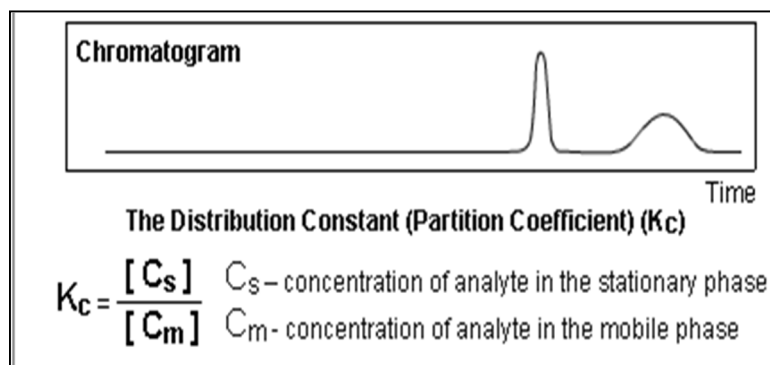 Chromatogram
Time
The Distribution Constant (Partition Coefficient) (Kc)
Kc = [Cs] / [Cm]
Cs – concentration of analyte in the stationary phase
Cm - concentration of analyte in the mobile phase